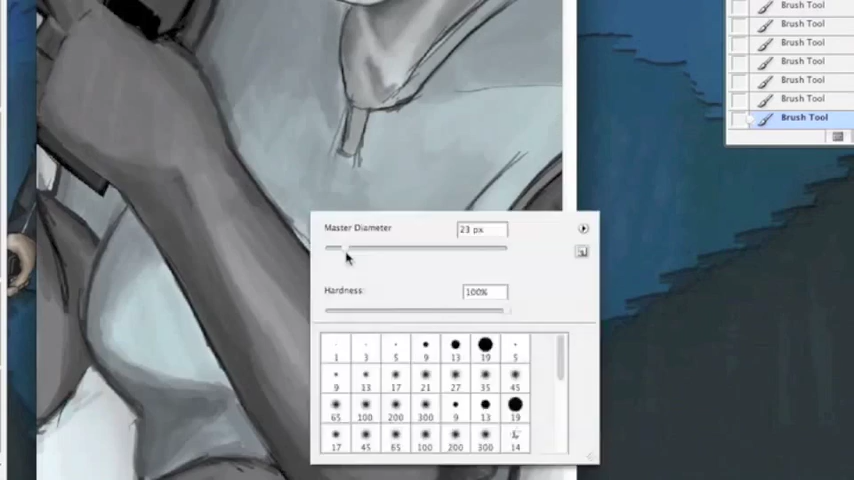 Brush Tool
Brush Tool
Brush Tool
Brush Tool
Brush Tool
Brush Tool
Brush Tool
Master Diameter 23 px
Hardness: 100%
1 3 5 9 13 19 5
9 13 17 21 27 35 45
65 100 200 300 9 13 19
17 45 65 100 200 300 14